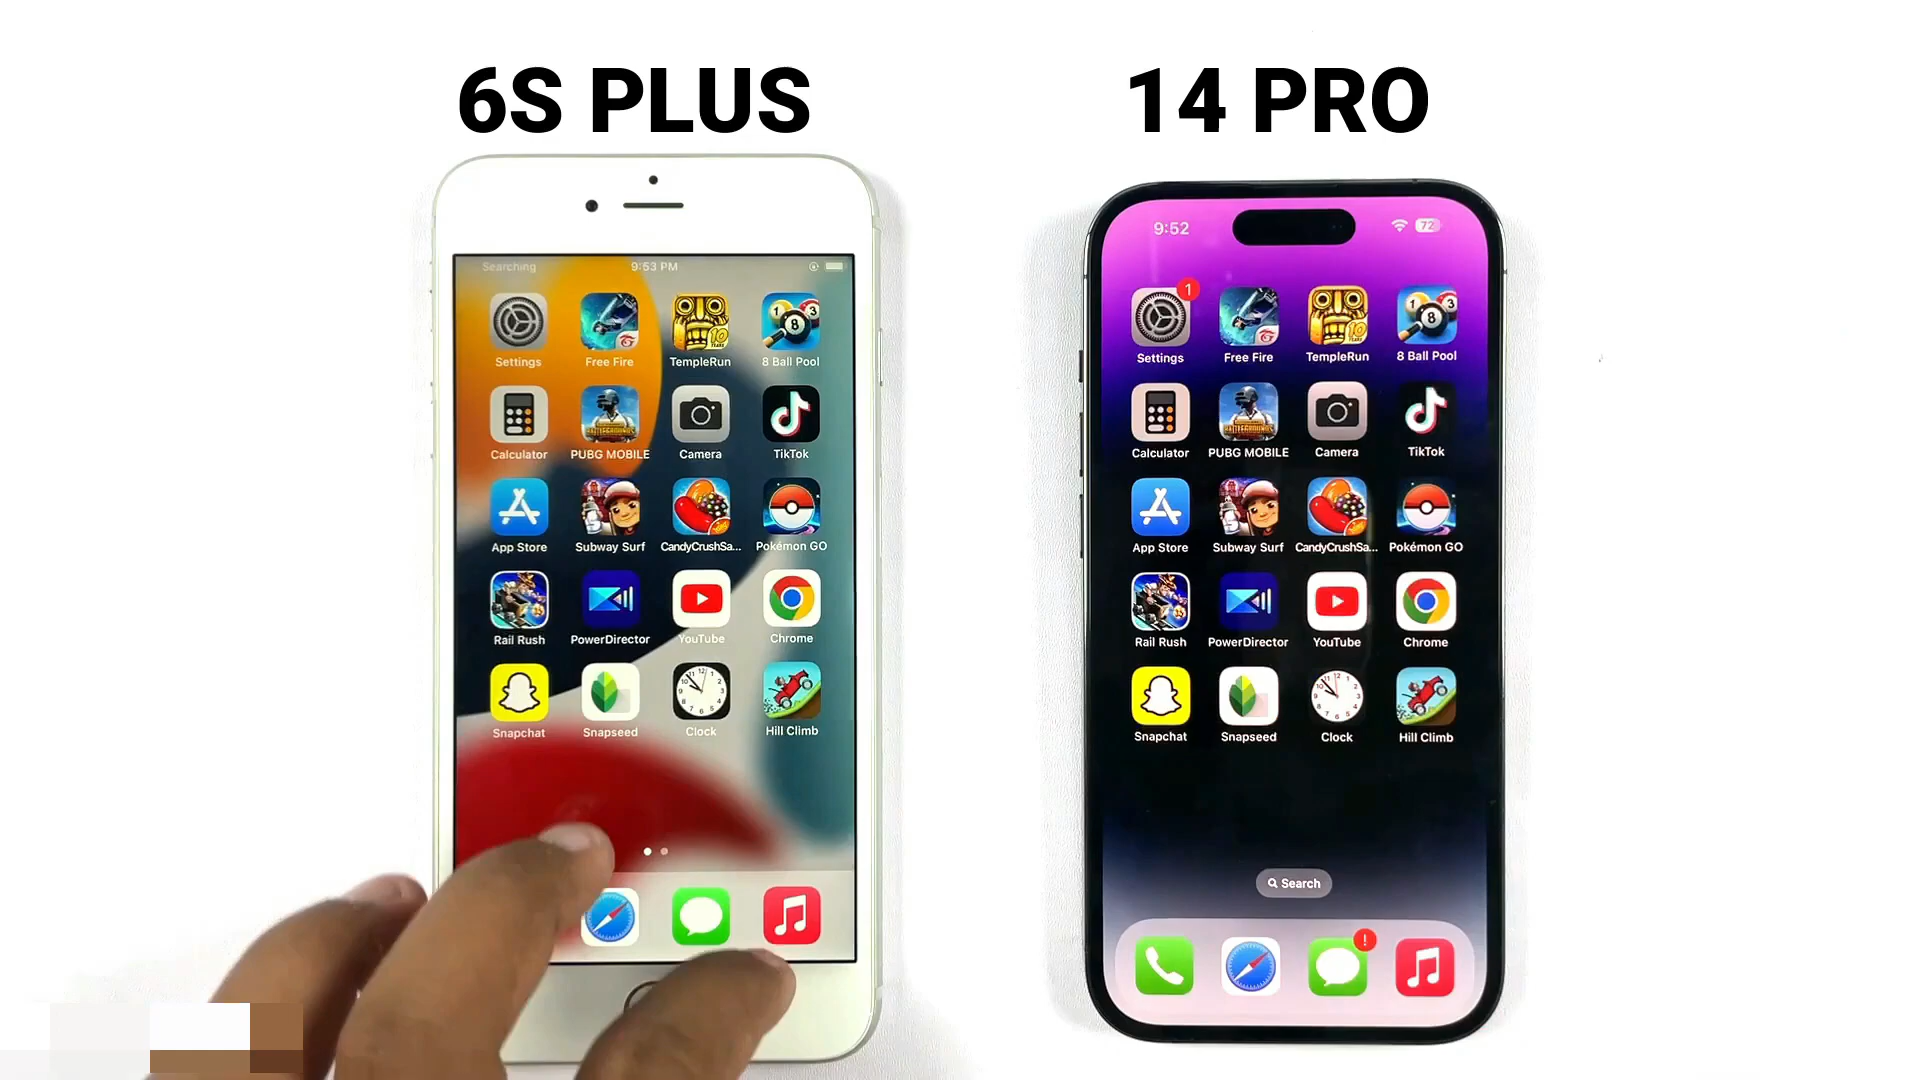 6S PLUS
14 PRO
Searching
9:53 PM
Settings
Free Fire
TempleRun
8 Ball Pool
Calculator
PUBG MOBILE
Camera
TikTok
App Store
Subway Surf
CandyCrushSa...
Pokémon GO
Rail Rush
PowerDirector
YouTube
Chrome
Snapchat
Snapseed
Clock
Hill Climb
9:52
72
1
Settings
Free Fire
TempleRun
8 Ball Pool
Calculator
PUBG MOBILE
Camera
TikTok
App Store
Subway Surf
CandyCrushSa...
Pokémon GO
Rail Rush
PowerDirector
YouTube
Chrome
Snapchat
Snapseed
Clock
Hill Climb
Search
!